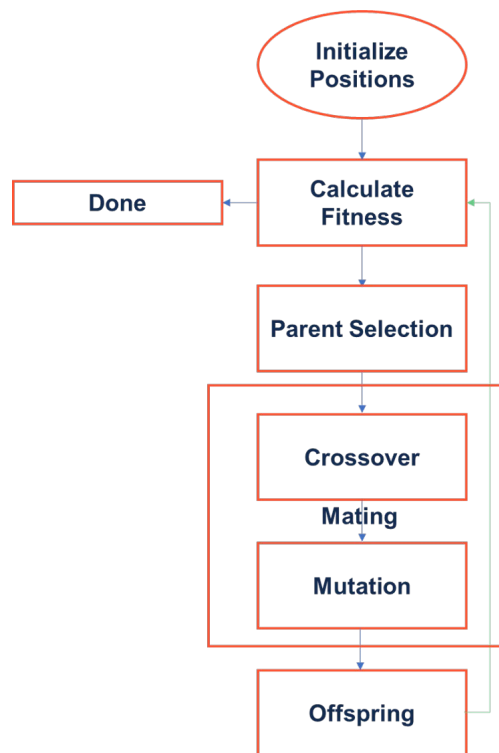 Initialize
Positions
Done
Calculate
Fitness
Parent Selection
Crossover
Mating
Mutation
Offspring